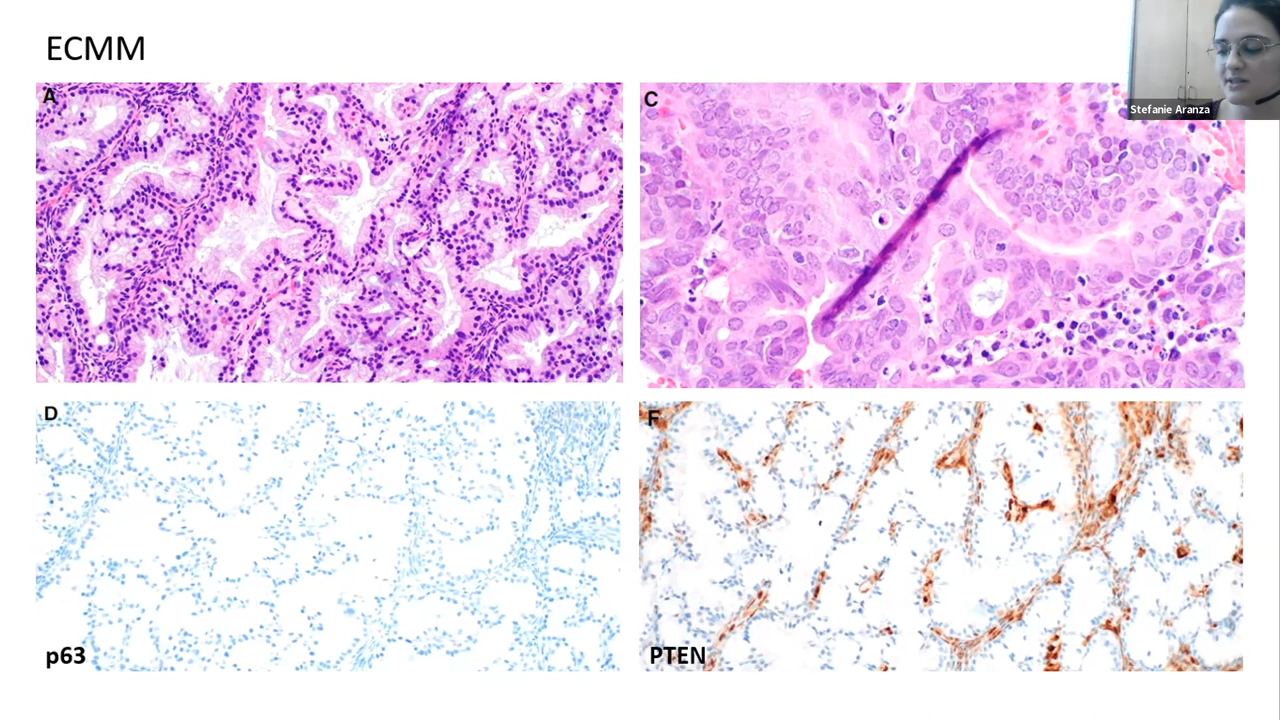 ECMM
A
C
Stefanie Aranza
D
F
p63
PTEN